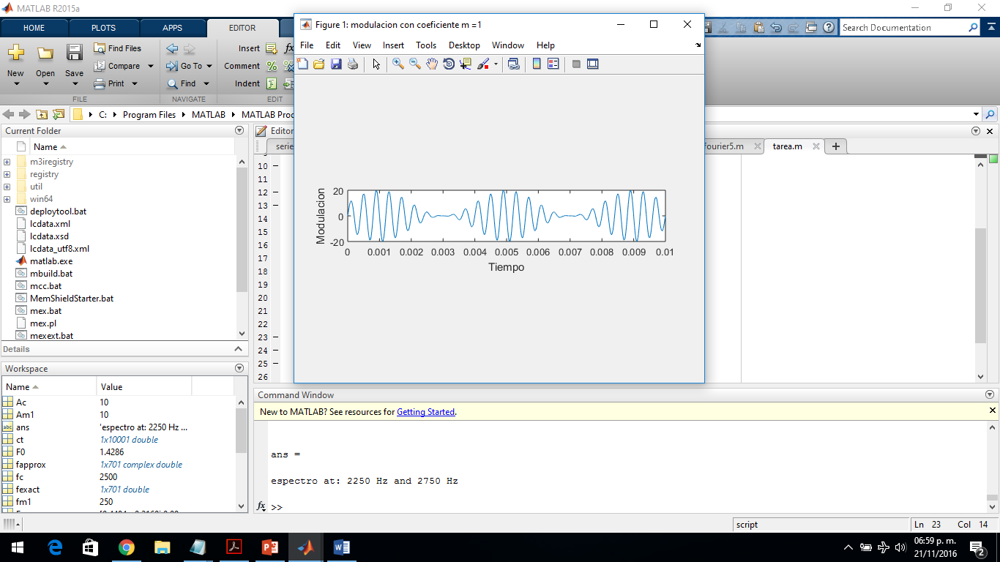 MATLAB R2015a
HOME PLOTS APPS EDITOR
Search Documentation
New Open Save
Find Files
Compare
Print
Go To
Find
Insert
Comment
Indent
FILE NAVIGATE EDIT
C: Program Files MATLAB MATLAB Proc
Figure 1: modulacion con coeficiente m =1
File Edit View Insert Tools Desktop Window Help
Modulacion
20
0
-20
0 0.001 0.002 0.003 0.004 0.005 0.006 0.007 0.008 0.009 0.01
Tiempo
Current Folder
Name
m3iregistry
registry
util
win64
deploytool.bat
lcdata.xml
lcdata.xsd
lcdata_utf8.xml
matlab.exe
mbuild.bat
mcc.bat
MemShieldStarter.bat
mex.bat
mex.pl
mexext.bat
Details
Workspace
Name Value
Ac 10
Am1 10
ans 'espectro at: 2250 Hz ...
ct 1x10001 double
F0 1.4286
fapprox 1x701 complex double
fc 2500
fexact 1x701 double
fm1 250
Editor
serie
fourier5.m
tarea.m
10
11
12
13
14
15
16
17
18
19
20
21
22
23
24
25
26
Command Window
New to MATLAB? See resources for Getting Started.
ans =
espectro at: 2250 Hz and 2750 Hz
fx >>
script Ln 23 Col 14
06:59 p. m.
21/11/2016
2